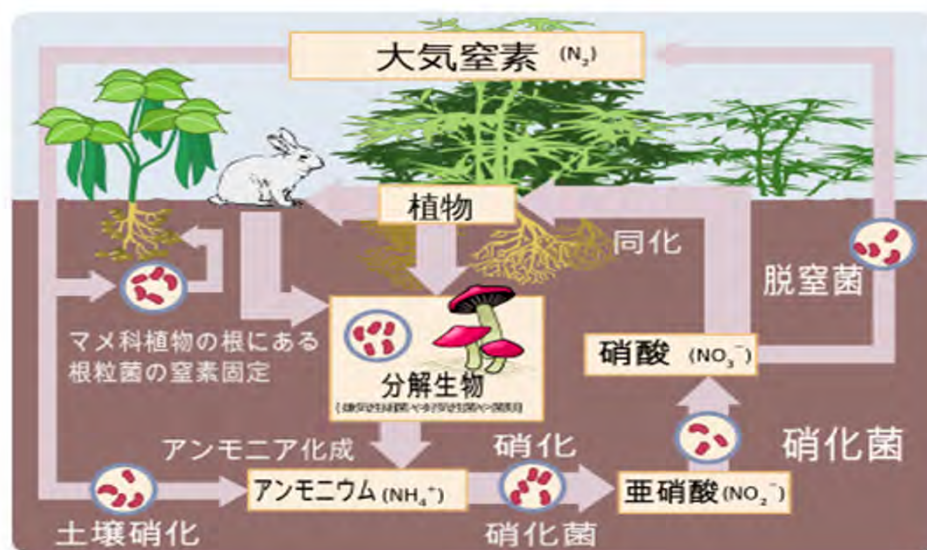 大気窒素 (N₂)
植物
同化
脱窒菌
マメ科植物の根にある
根粒菌の窒素固定
硝酸 (NO₃⁻)
分解生物
アンモニア化成
硝化
硝化菌
アンモニウム (NH₄⁺)
亜硝酸 (NO₂⁻)
土壌硝化
硝化菌